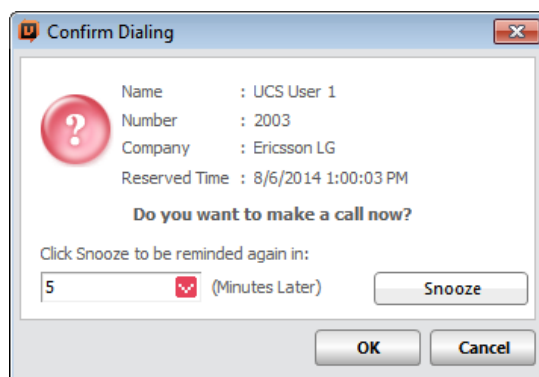 Confirm Dialing
Name : UCS User 1
Number : 2003
Company : Ericsson LG
Reserved Time : 8/6/2014 1:00:03 PM
Do you want to make a call now?
Click Snooze to be reminded again in:
5 (Minutes Later) Snooze
OK Cancel